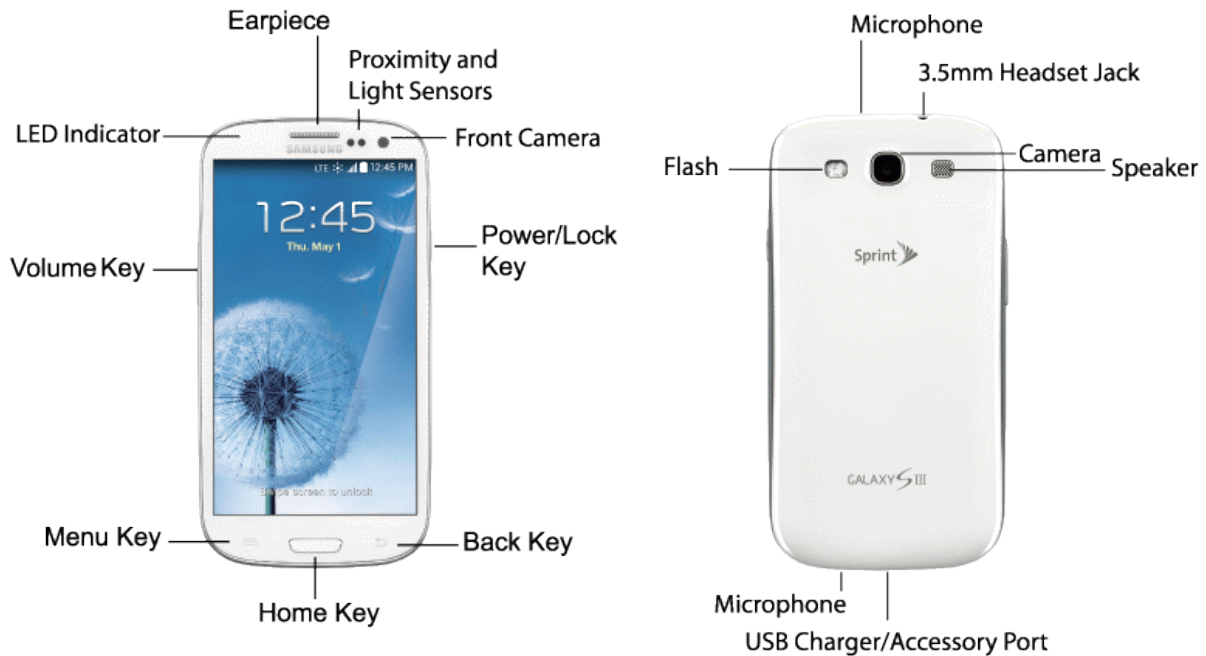 Earpiece
Proximity and
Light Sensors
LED Indicator
Front Camera
SAMSUNG
LTE 12:45 PM
12:45
Thu, May 1
Volume Key
Power/Lock
Key
Swipe screen to unlock
Menu Key
Back Key
Home Key
Microphone
3.5mm Headset Jack
Flash
Camera
Speaker
Sprint
GALAXY S III
Microphone
USB Charger/Accessory Port